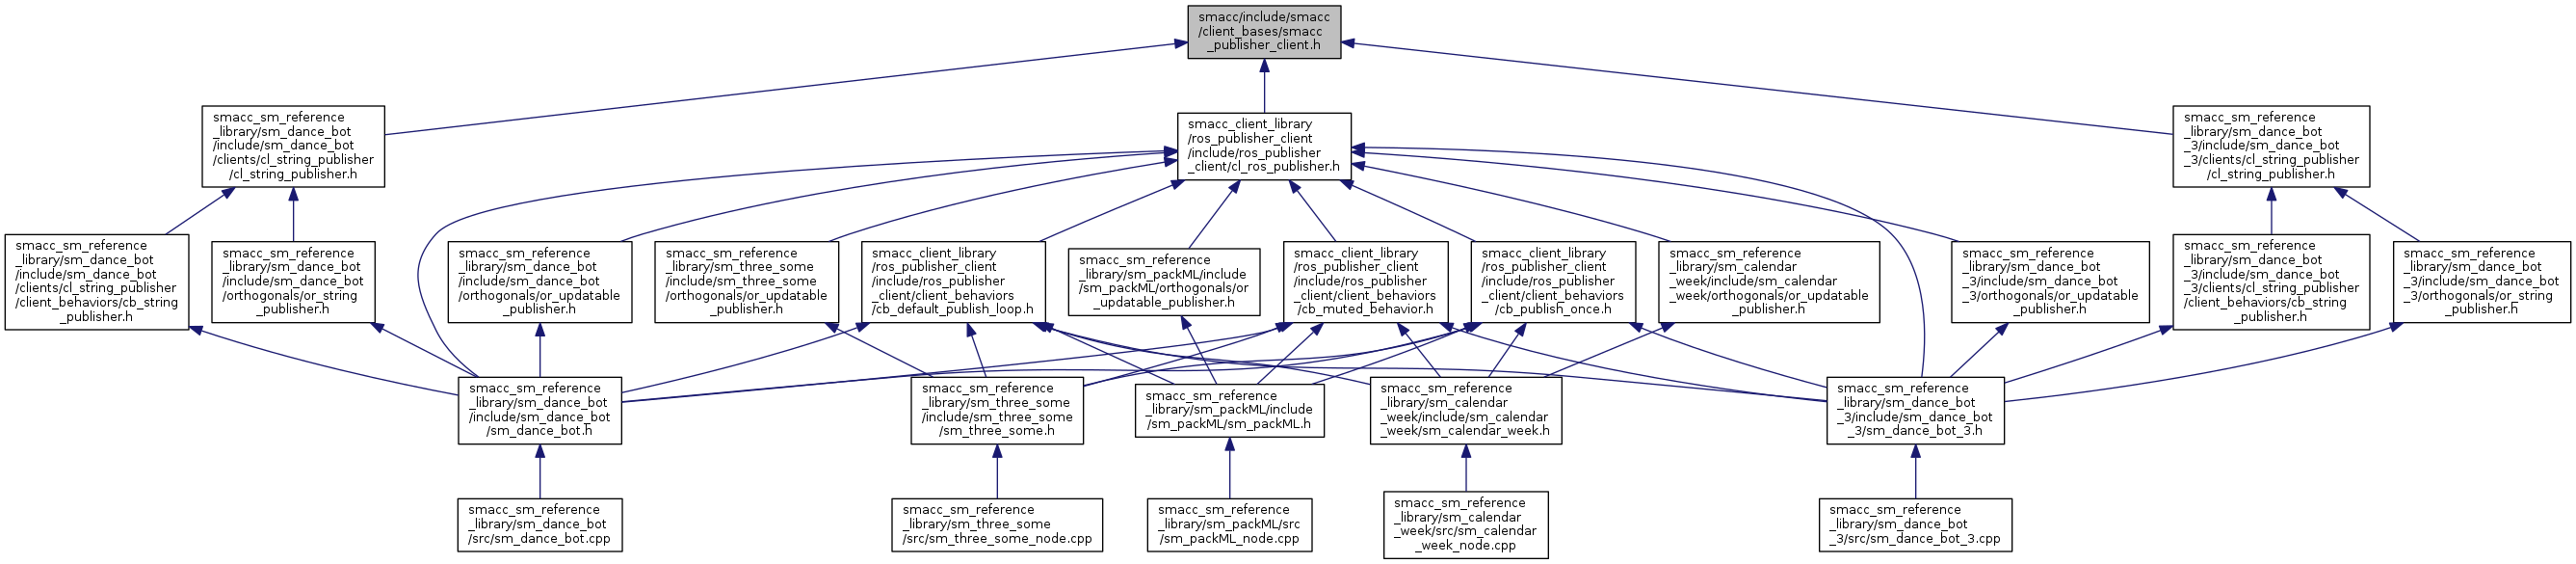 smacc/include/smacc
/client_bases/smacc
_publisher_client.h
smacc_sm_reference
_library/sm_dance_bot
/include/sm_dance_bot
/clients/cl_string_publisher
/cl_string_publisher.h
smacc_client_library
/ros_publisher_client
/include/ros_publisher
_client/cl_ros_publisher.h
smacc_sm_reference
_library/sm_dance_bot
_3/include/sm_dance_bot
_3/clients/cl_string_publisher
/cl_string_publisher.h
smacc_sm_reference
_library/sm_dance_bot
/include/sm_dance_bot
/clients/cl_string_publisher
/client_behaviors/cb_string
_publisher.h
smacc_sm_reference
_library/sm_dance_bot
/include/sm_dance_bot
/orthogonals/or_string
_publisher.h
smacc_sm_reference
_library/sm_dance_bot
/include/sm_dance_bot
/orthogonals/or_updatable
_publisher.h
smacc_sm_reference
_library/sm_three_some
/include/sm_three_some
/orthogonals/or_updatable
_publisher.h
smacc_client_library
/ros_publisher_client
/include/ros_publisher
_client/client_behaviors
/cb_default_publish_loop.h
smacc_sm_reference
_library/sm_packML/include
/sm_packML/orthogonals/or
_updatable_publisher.h
smacc_client_library
/ros_publisher_client
/include/ros_publisher
_client/client_behaviors
/cb_muted_behavior.h
smacc_client_library
/ros_publisher_client
/include/ros_publisher
_client/client_behaviors
/cb_publish_once.h
smacc_sm_reference
_library/sm_calendar
_week/include/sm_calendar
_week/orthogonals/or_updatable
_publisher.h
smacc_sm_reference
_library/sm_dance_bot
_3/include/sm_dance_bot
_3/orthogonals/or_updatable
_publisher.h
smacc_sm_reference
_library/sm_dance_bot
_3/include/sm_dance_bot
_3/clients/cl_string_publisher
/client_behaviors/cb_string
_publisher.h
smacc_sm_reference
_library/sm_dance_bot
_3/include/sm_dance_bot
_3/orthogonals/or_string
_publisher.h
smacc_sm_reference
_library/sm_dance_bot
/include/sm_dance_bot
/sm_dance_bot.h
smacc_sm_reference
_library/sm_three_some
/include/sm_three_some
/sm_three_some.h
smacc_sm_reference
_library/sm_packML/include
/sm_packML/sm_packML.h
smacc_sm_reference
_library/sm_calendar
_week/include/sm_calendar
_week/sm_calendar_week.h
smacc_sm_reference
_library/sm_dance_bot
_3/include/sm_dance_bot
_3/sm_dance_bot_3.h
smacc_sm_reference
_library/sm_dance_bot
/src/sm_dance_bot.cpp
smacc_sm_reference
_library/sm_three_some
/src/sm_three_some_node.cpp
smacc_sm_reference
_library/sm_packML/src
/sm_packML_node.cpp
smacc_sm_reference
_library/sm_calendar
_week/src/sm_calendar
_week_node.cpp
smacc_sm_reference
_library/sm_dance_bot
_3/src/sm_dance_bot_3.cpp